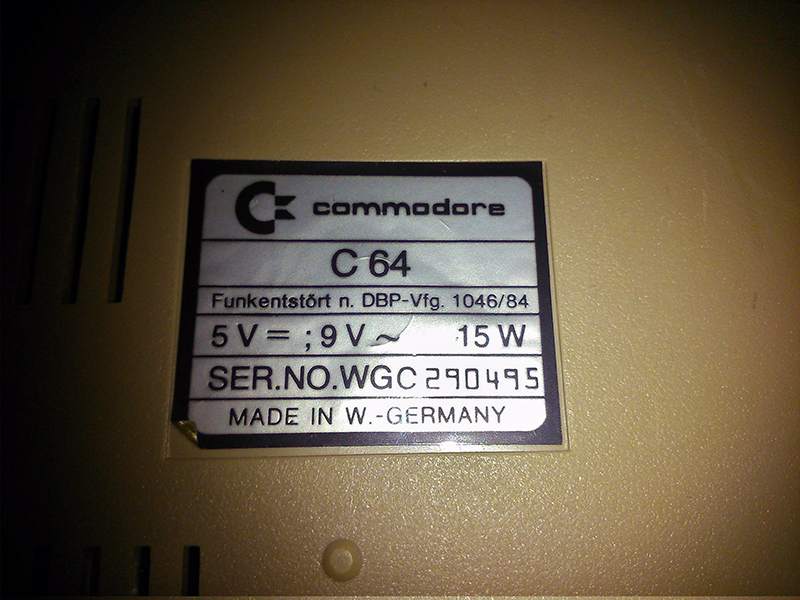 commodore
C 64
Funkentstört n. DBP-Vfg. 1046/84
5 V ⎓ ; 9 V ~ 15 W
SER.NO.WGC 290495
MADE IN W.-GERMANY